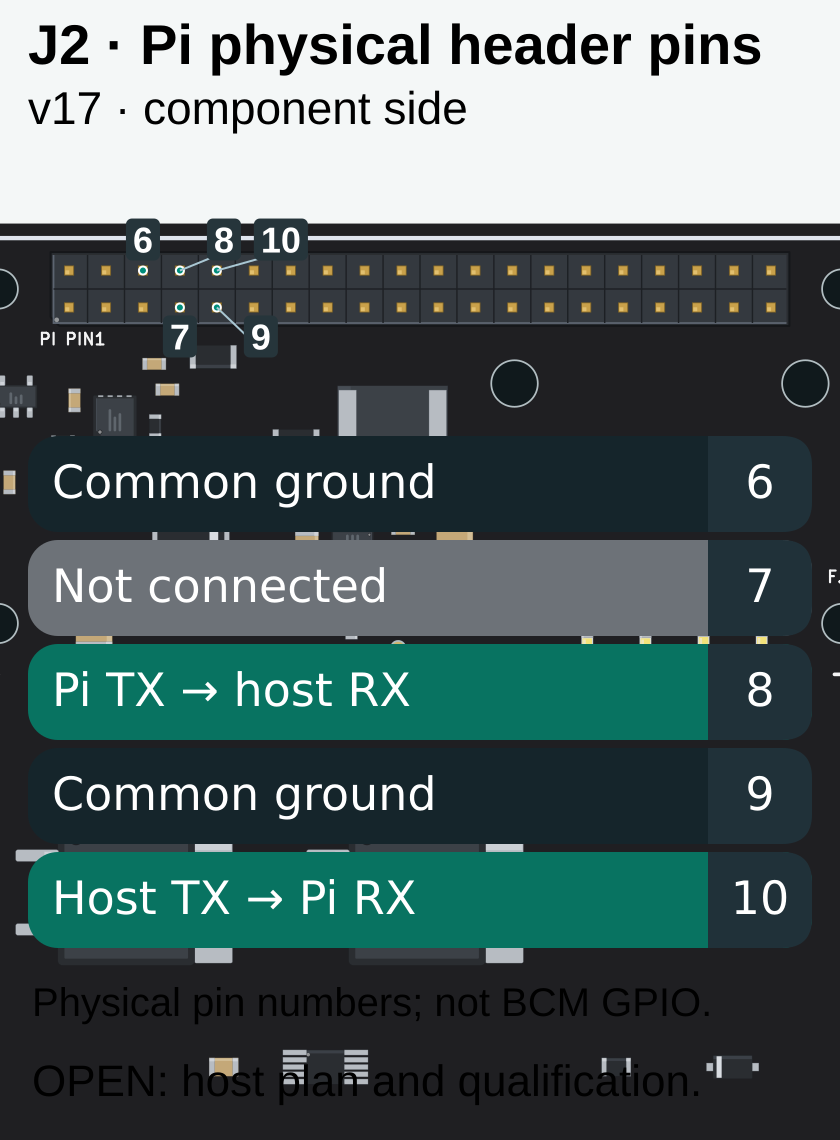 J2 · Pi physical header pins
v17 · component side
6 8 10
PI PIN1
7 9
Common ground 6
Not connected 7
Pi TX → host RX 8
Common ground 9
Host TX → Pi RX 10
Physical pin numbers; not BCM GPIO.
OPEN: host plan and qualification.